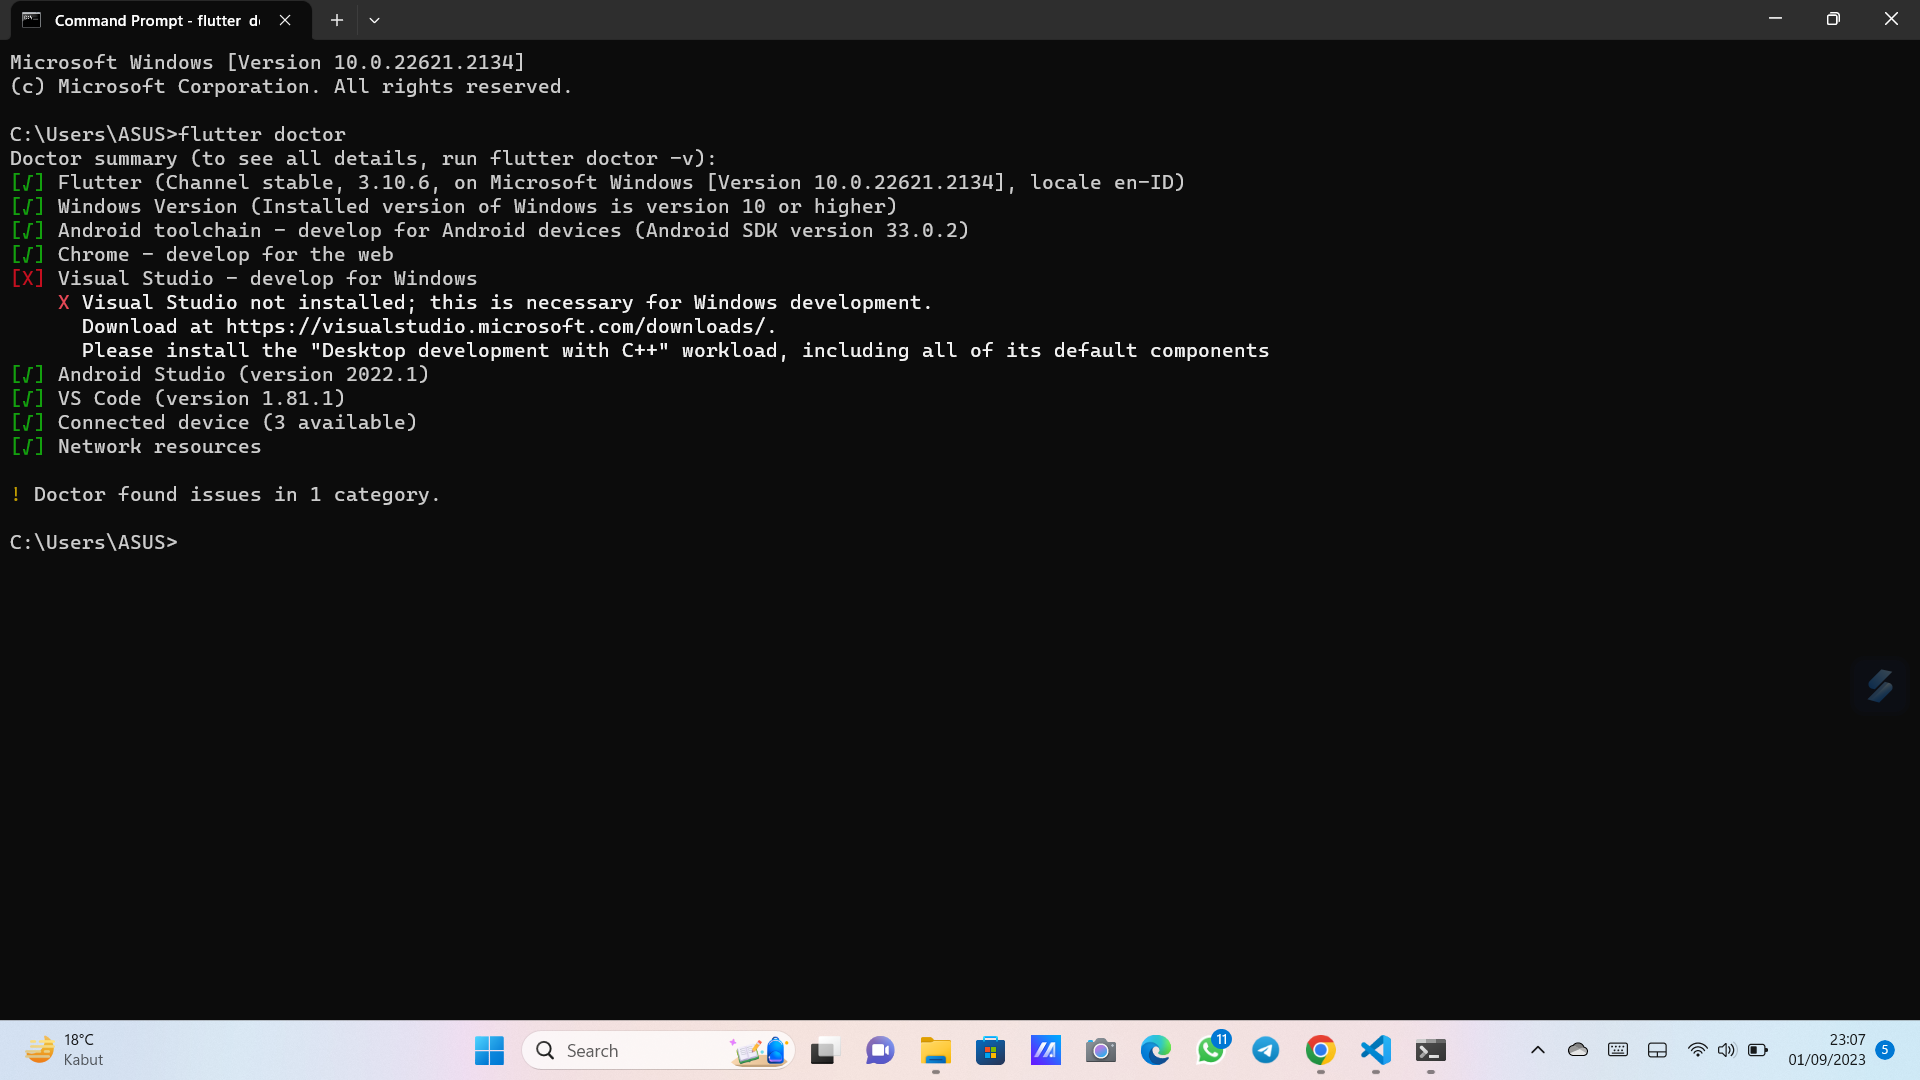 Command Prompt - flutter d
Microsoft Windows [Version 10.0.22621.2134]
(c) Microsoft Corporation. All rights reserved.
C:\Users\ASUS>flutter doctor
Doctor summary (to see all details, run flutter doctor -v):
[√] Flutter (Channel stable, 3.10.6, on Microsoft Windows [Version 10.0.22621.2134], locale en-ID)
[√] Windows Version (Installed version of Windows is version 10 or higher)
[√] Android toolchain - develop for Android devices (Android SDK version 33.0.2)
[√] Chrome - develop for the web
[X] Visual Studio - develop for Windows
X Visual Studio not installed; this is necessary for Windows development.
Download at https://visualstudio.microsoft.com/downloads/.
Please install the "Desktop development with C++" workload, including all of its default components
[√] Android Studio (version 2022.1)
[√] VS Code (version 1.81.1)
[√] Connected device (3 available)
[√] Network resources
! Doctor found issues in 1 category.
C:\Users\ASUS>
18°C
Kabut
Search
11
23:07
01/09/2023
5